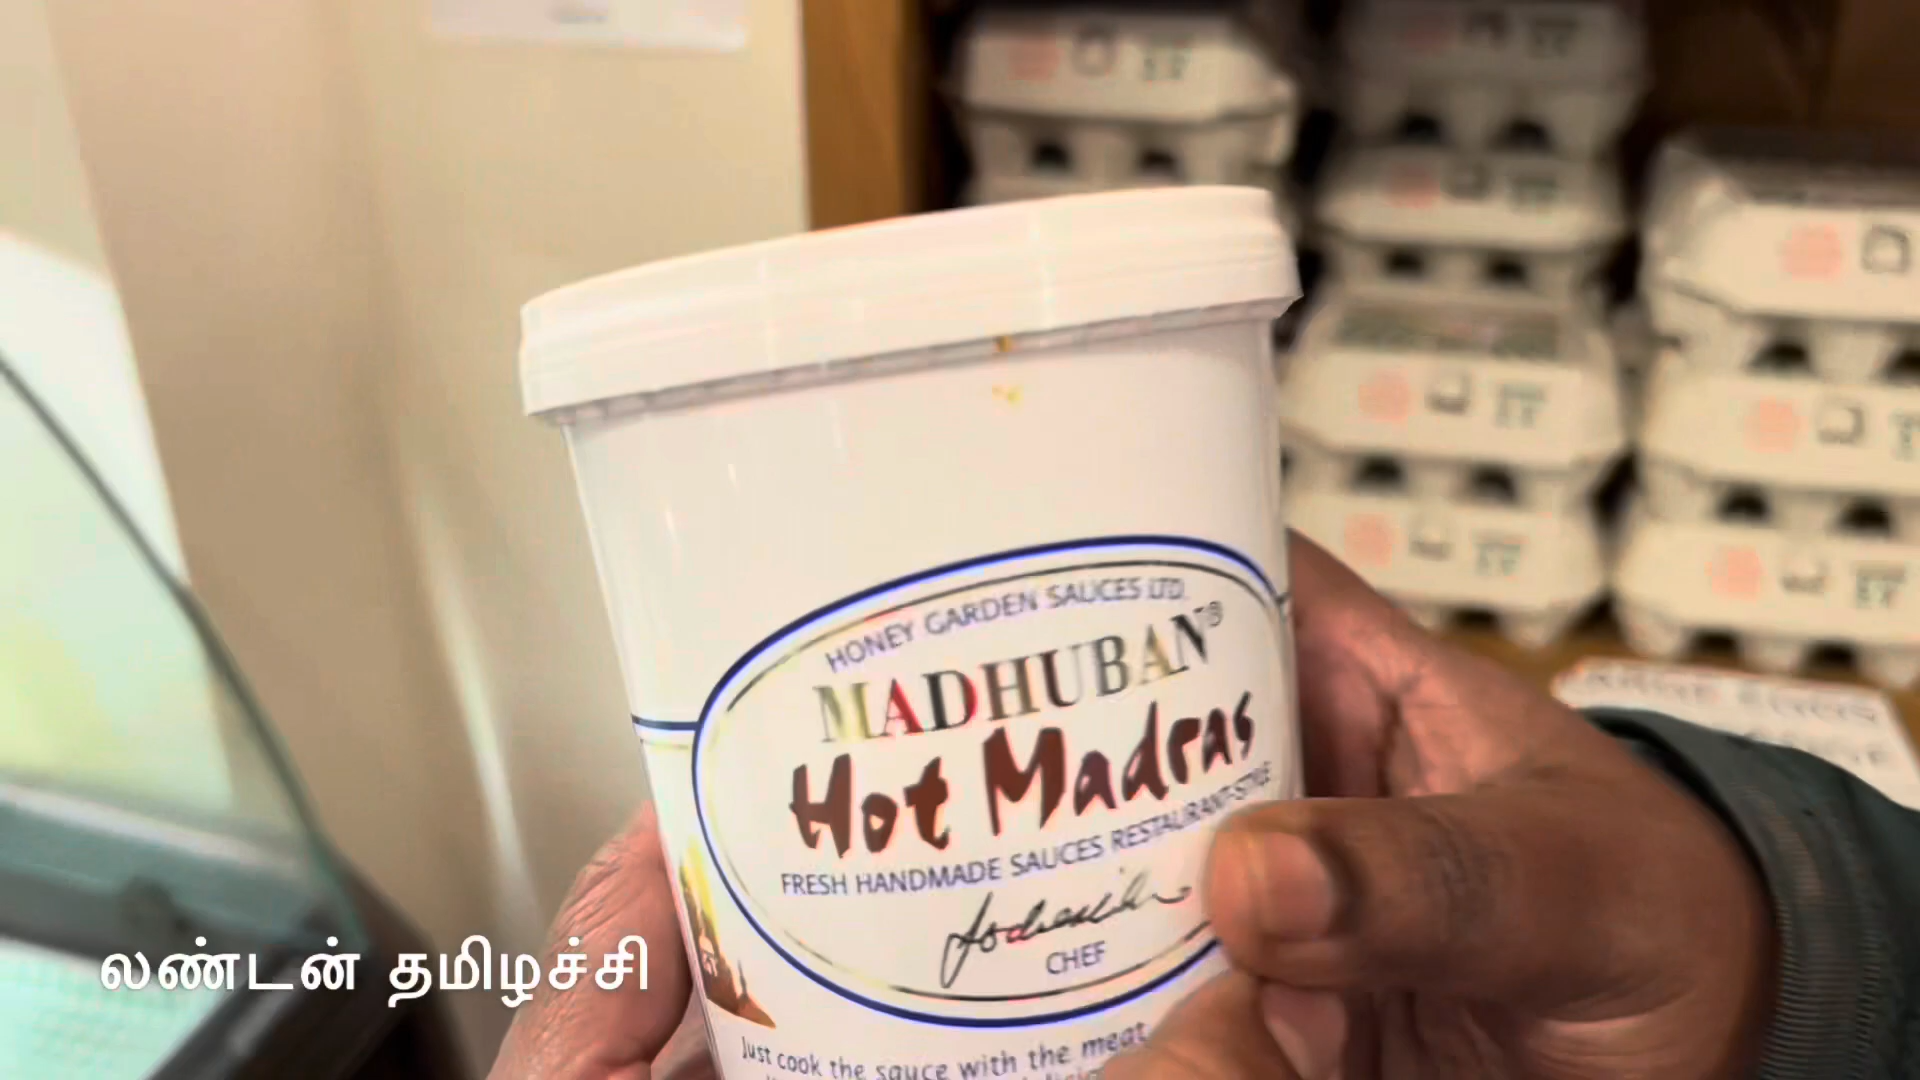 HONEY GARDEN SAUCES LTD.
MADHUBAN®
Hot Madras
FRESH HANDMADE SAUCES RESTAURANT-STYLE
CHEF
Just cook the sauce with the meat
லண்டன் தமிழச்சி